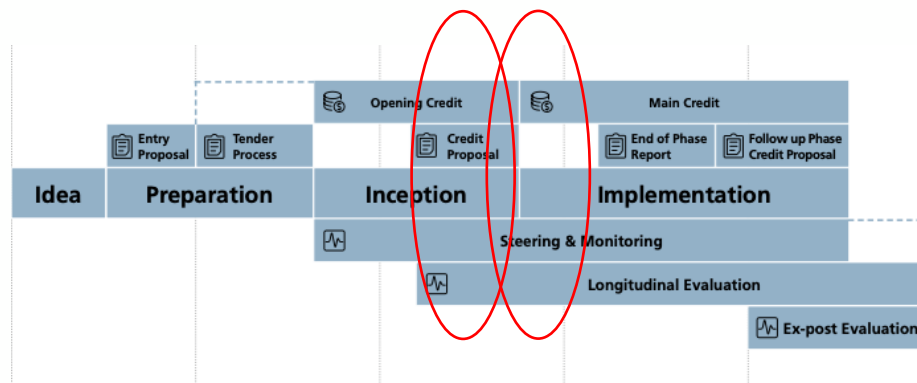 Opening Credit
Main Credit
Entry
Proposal
Tender
Process
Credit
Proposal
End of Phase
Report
Follow up Phase
Credit Proposal
Idea
Preparation
Inception
Implementation
Steering & Monitoring
Longitudinal Evaluation
Ex-post Evaluation